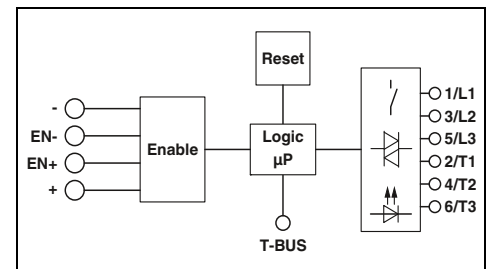 Reset
-
EN-
EN+
+
Enable
Logic
µP
T-BUS
1/L1
3/L2
5/L3
2/T1
4/T2
6/T3